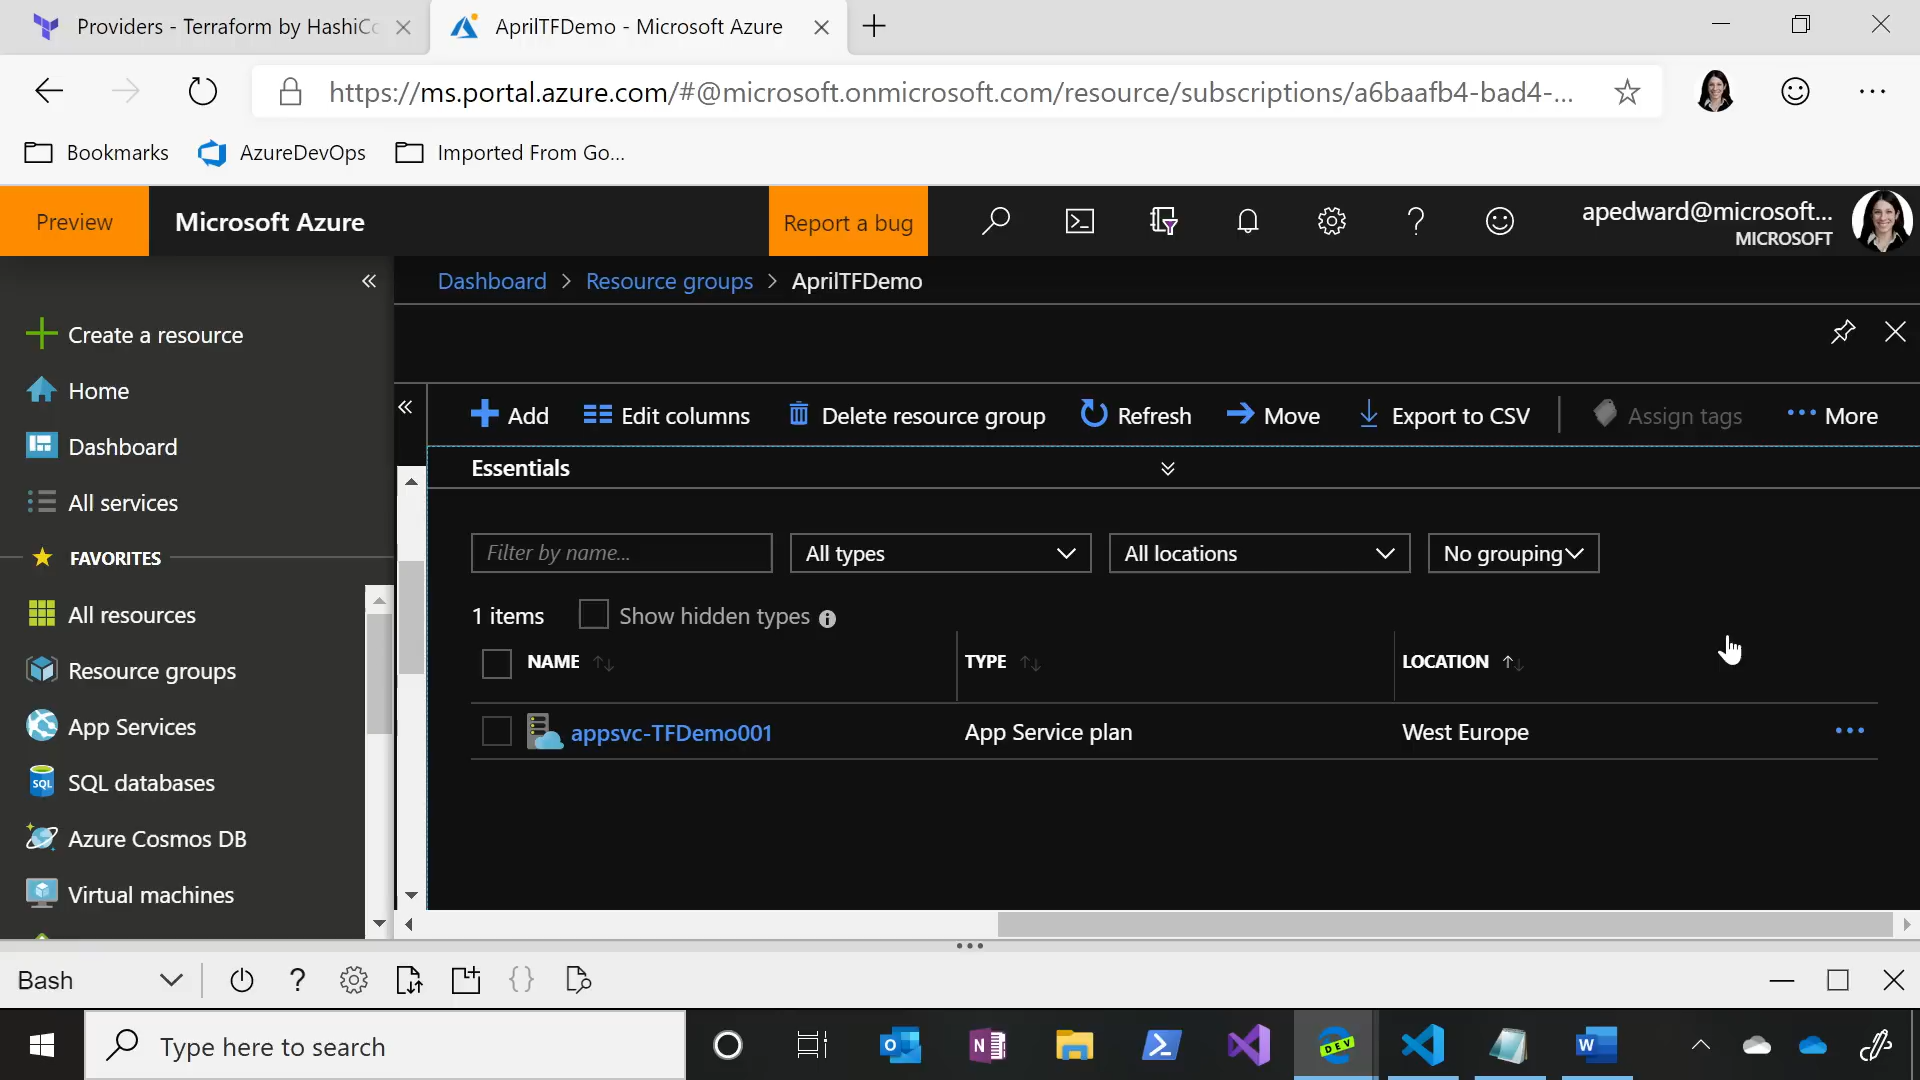 Providers - Terraform by HashiCo
AprilTFDemo - Microsoft Azure
https://ms.portal.azure.com/#@microsoft.onmicrosoft.com/resource/subscriptions/a6baafb4-bad4-...
Bookmarks
AzureDevOps
Imported From Go...
Preview
Microsoft Azure
Report a bug
apedward@microsoft...
MICROSOFT
Dashboard > Resource groups > AprilTFDemo
Create a resource
Home
Dashboard
All services
FAVORITES
All resources
Resource groups
App Services
SQL
SQL databases
Azure Cosmos DB
Virtual machines
Add
Edit columns
Delete resource group
Refresh
Move
Export to CSV
Assign tags
More
Essentials
Filter by name...
All types
All locations
No grouping
1 items
Show hidden types
NAME
TYPE
LOCATION
appsvc-TFDemo001
App Service plan
West Europe
Bash
Type here to search
DEV